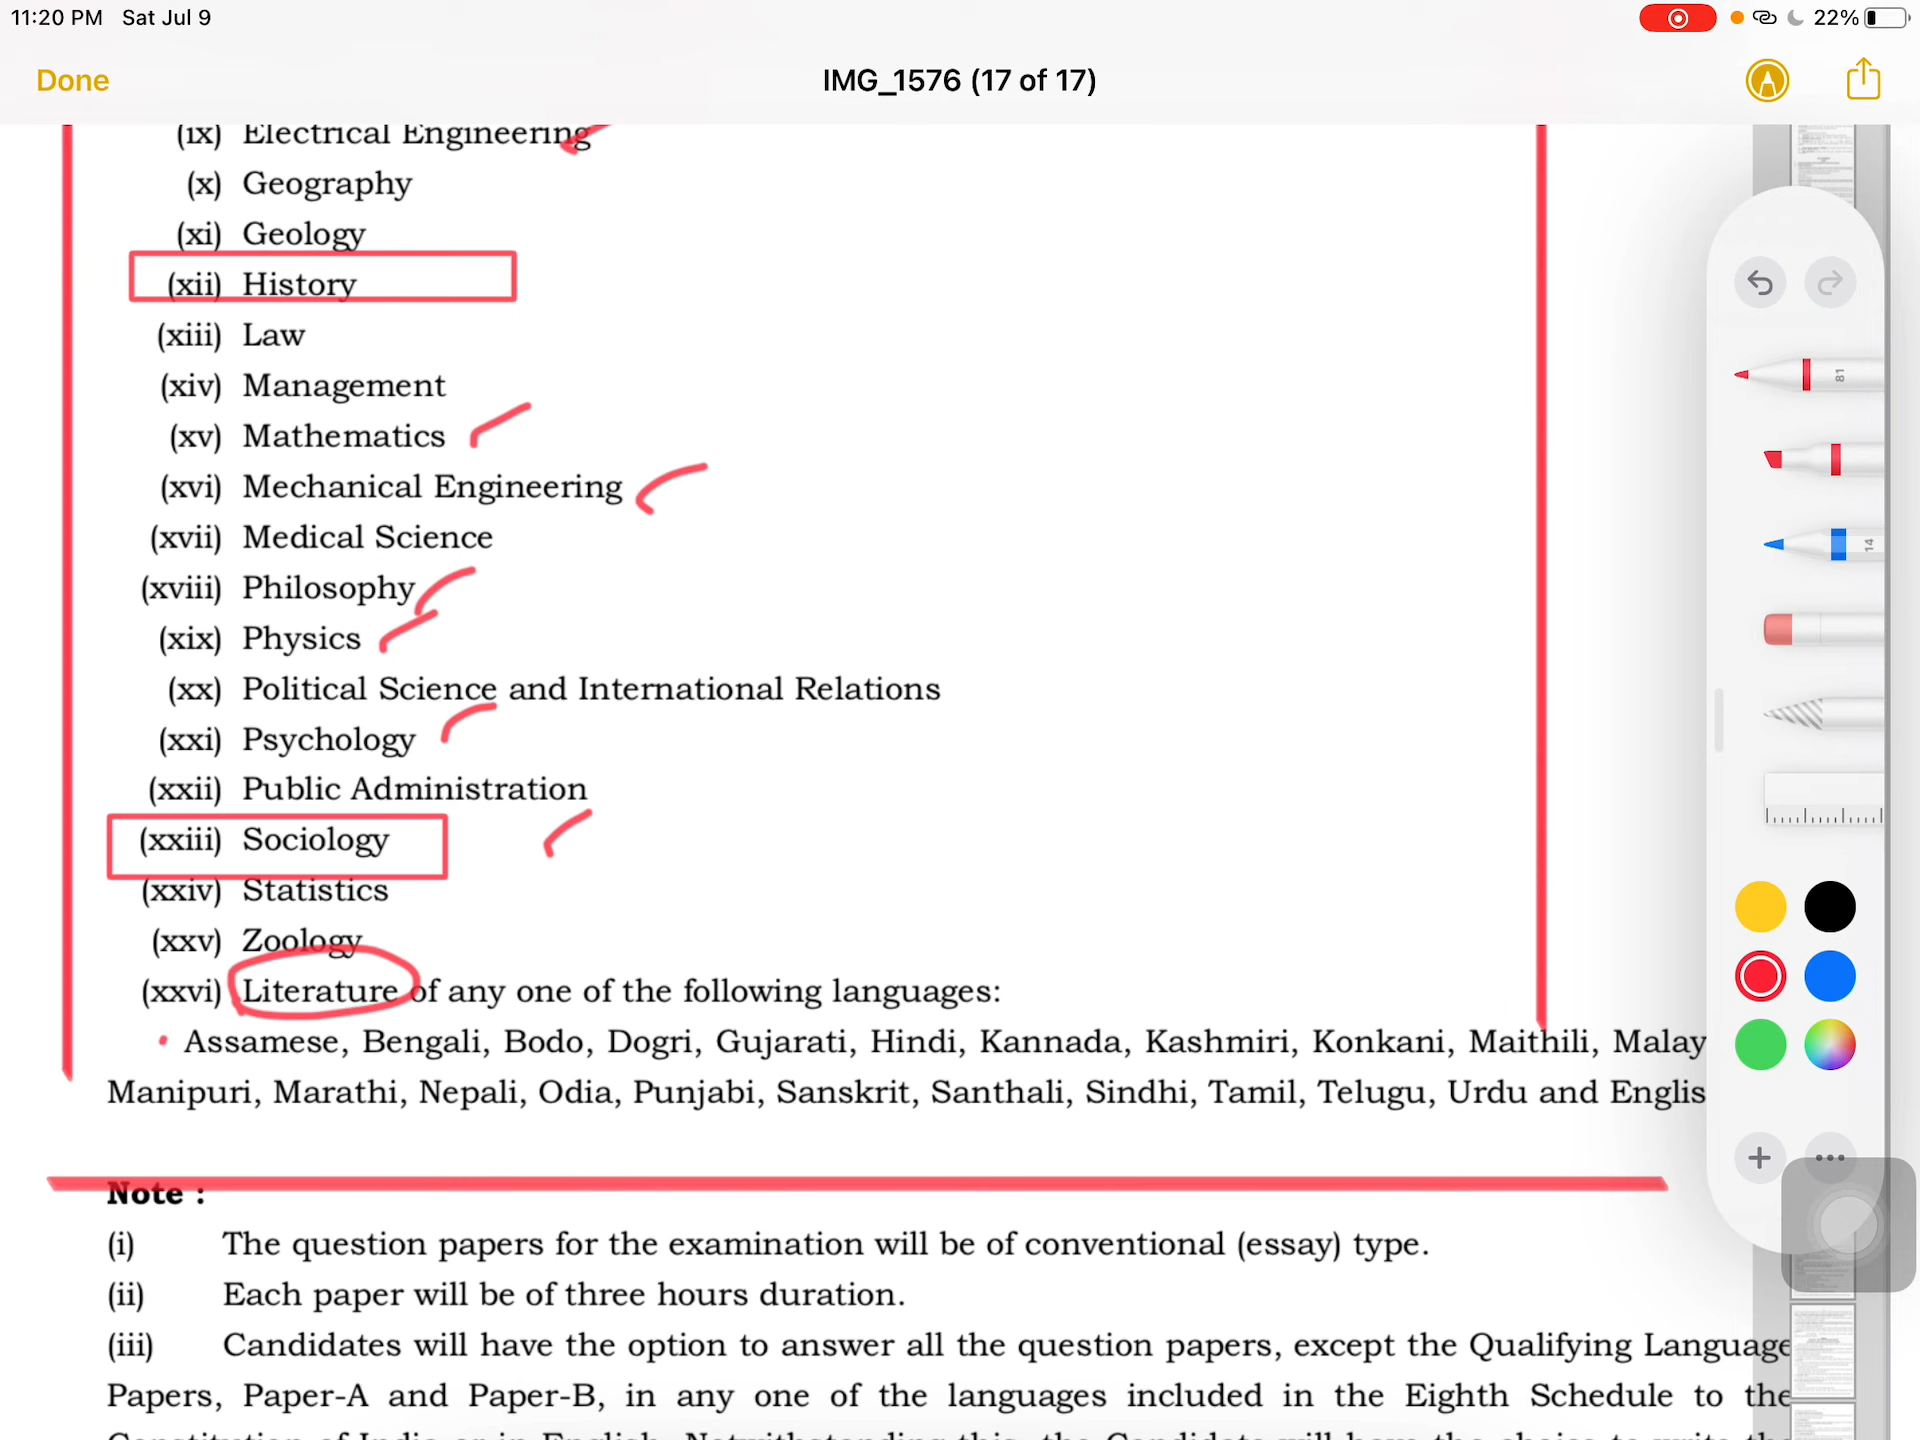 11:20 PM Sat Jul 9 22%
Done IMG_1576 (17 of 17)
(ix) Electrical Engineering
(x) Geography
(xi) Geology
(xii) History
(xiii) Law
(xiv) Management
(xv) Mathematics
(xvi) Mechanical Engineering
(xvii) Medical Science
(xviii) Philosophy
(xix) Physics
(xx) Political Science and International Relations
(xxi) Psychology
(xxii) Public Administration
(xxiii) Sociology
(xxiv) Statistics
(xxv) Zoology
(xxvi) Literature of any one of the following languages:
• Assamese, Bengali, Bodo, Dogri, Gujarati, Hindi, Kannada, Kashmiri, Konkani, Maithili, Malay
Manipuri, Marathi, Nepali, Odia, Punjabi, Sanskrit, Santhali, Sindhi, Tamil, Telugu, Urdu and Englis
Note :
(i) The question papers for the examination will be of conventional (essay) type.
(ii) Each paper will be of three hours duration.
(iii) Candidates will have the option to answer all the question papers, except the Qualifying Language
Papers, Paper-A and Paper-B, in any one of the languages included in the Eighth Schedule to the
81
14